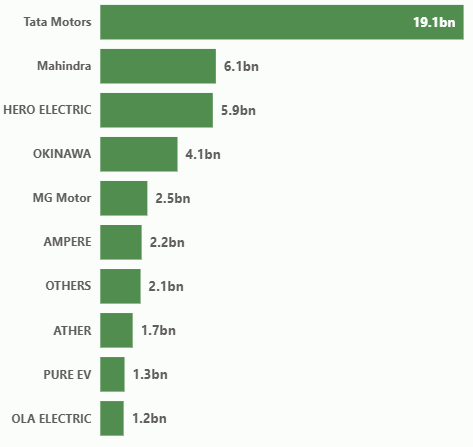 Tata Motors 19.1bn
Mahindra 6.1bn
HERO ELECTRIC 5.9bn
OKINAWA 4.1bn
MG Motor 2.5bn
AMPERE 2.2bn
OTHERS 2.1bn
ATHER 1.7bn
PURE EV 1.3bn
OLA ELECTRIC 1.2bn